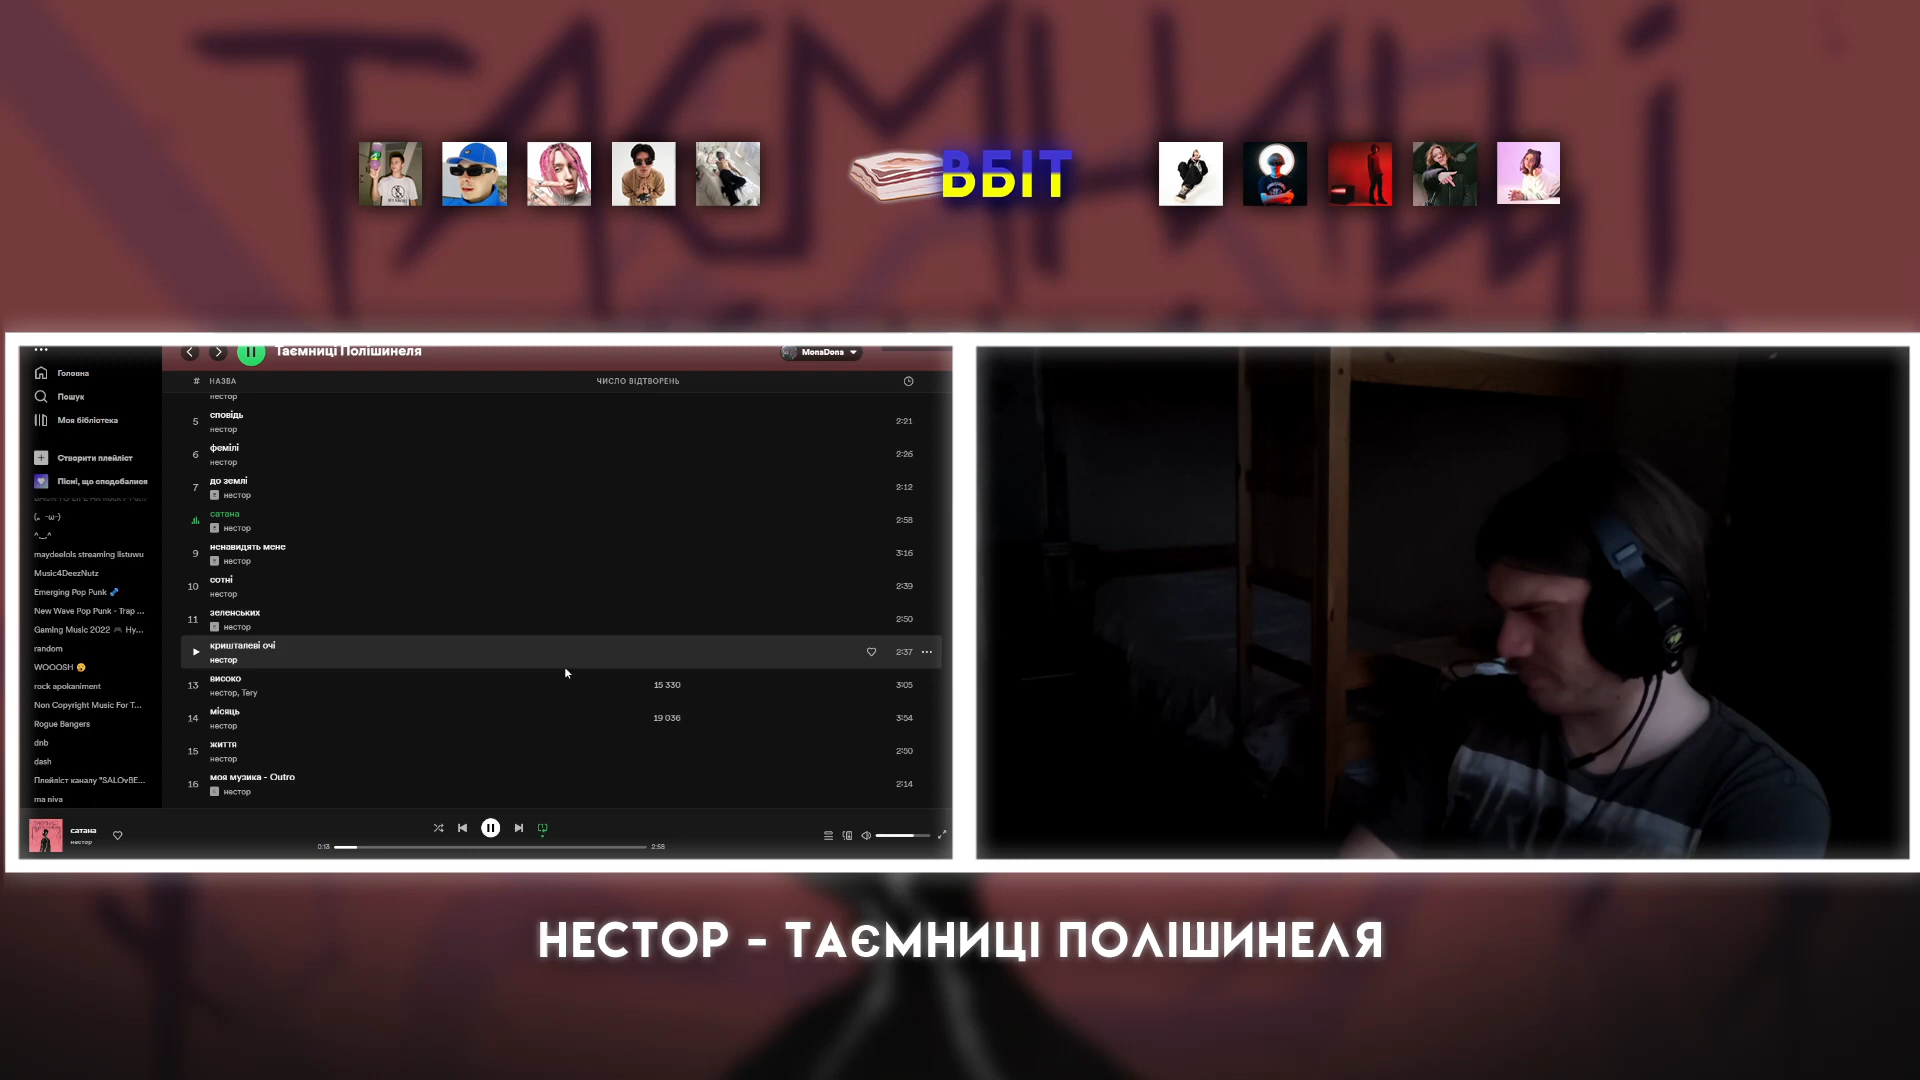 ТАЄМНИЦІ
ВБІТ
Таємниці Полішинеля
MonaDona
# НАЗВА ЧИСЛО ВІДТВОРЕНЬ
Головна
Пошук
Моя бібліотека
Створити плейліст
Пісні, що сподобалися
(„ -ω-)
^‿^
maydeelols streaming listuwu
Music4DeezNutz
Emerging Pop Punk
New Wave Pop Punk - Trap ...
Gaming Music 2022 🎮 Hy...
random
WOOOSH 😮
rock apokaniment
Non Copyright Music For T...
Rogue Bangers
dnb
dash
Плейліст каналу "SALOvBE...
ma niva
нестор
5 сповідь 2:21
нестор
6 фемілі 2:26
нестор
7 до землі 2:12
E нестор
сатана 2:58
E нестор
9 ненавидять мене 3:16
E нестор
10 сотні 2:39
нестор
11 зеленських 2:50
E нестор
кришталеві очі 2:37
нестор
13 високо 15 330 3:05
нестор, Tery
14 місяць 19 036 3:54
нестор
15 життя 2:50
нестор
16 моя музика - Outro 2:14
E нестор
сатана
нестор
0:13 2:58
НЕСТОР - ТАЄМНИЦІ ПОЛІШИНЕЛЯ